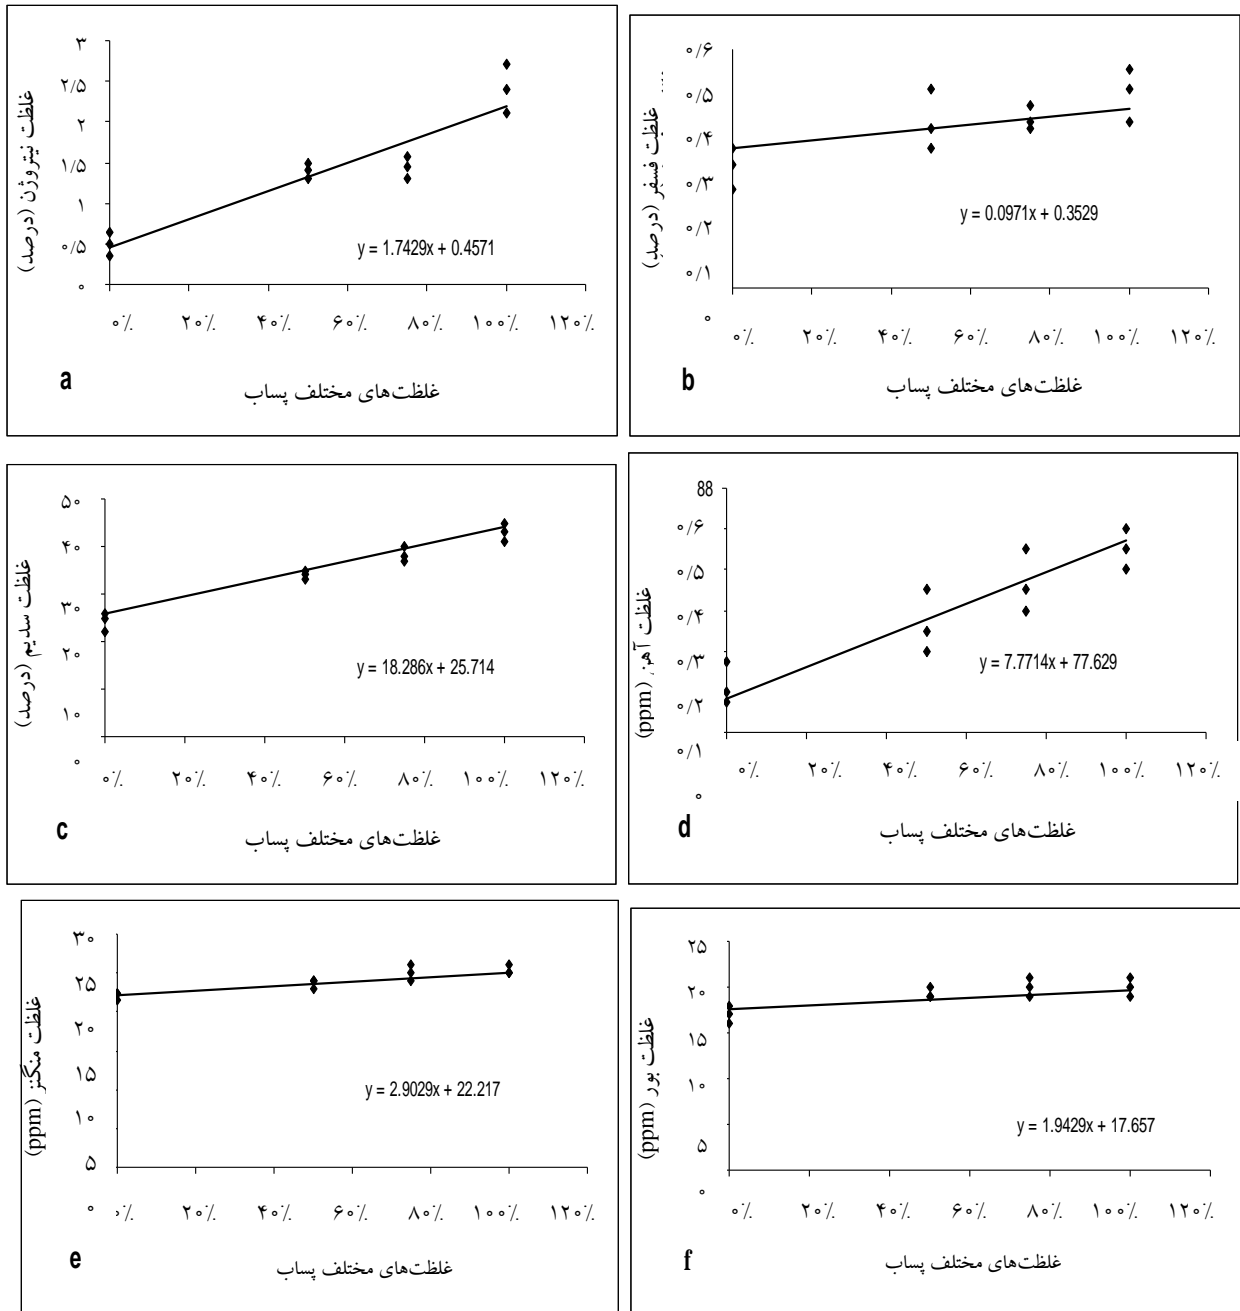 ۳
۲/۵
۲
۱/۵
۱
۰/۵
۰
غلظت نیتروژن (درصد)
y = 1.7429x + 0.4571
۰٪ ۲۰٪ ۴۰٪ ۶۰٪ ۸۰٪ ۱۰۰٪ ۱۲۰٪
غلظت‌های مختلف پساب
a
۰/۶
۰/۵
۰/۴
۰/۳
۰/۲
۰/۱
۰
غلظت فسفر (درصد)
y = 0.0971x + 0.3529
۰٪ ۲۰٪ ۴۰٪ ۶۰٪ ۸۰٪ ۱۰۰٪ ۱۲۰٪
غلظت‌های مختلف پساب
b
۵۰
۴۰
۳۰
۲۰
۱۰
۰
غلظت سدیم (درصد)
y = 18.286x + 25.714
۰٪ ۲۰٪ ۴۰٪ ۶۰٪ ۸۰٪ ۱۰۰٪ ۱۲۰٪
غلظت‌های مختلف پساب
c
88
۰/۶
۰/۵
۰/۴
۰/۳
۰/۲
۰/۱
۰
غلظت آهن (ppm)
y = 7.7714x + 77.629
۰٪ ۲۰٪ ۴۰٪ ۶۰٪ ۸۰٪ ۱۰۰٪ ۱۲۰٪
غلظت‌های مختلف پساب
d
۳۰
۲۵
۲۰
۱۵
۱۰
۵
۰
غلظت منگنز (ppm)
y = 2.9029x + 22.217
۰٪ ۲۰٪ ۴۰٪ ۶۰٪ ۸۰٪ ۱۰۰٪ ۱۲۰٪
غلظت‌های مختلف پساب
e
۲۵
۲۰
۱۵
۱۰
۵
۰
غلظت بور (ppm)
y = 1.9429x + 17.657
۰٪ ۲۰٪ ۴۰٪ ۶۰٪ ۸۰٪ ۱۰۰٪ ۱۲۰٪
غلظت‌های مختلف پساب
f